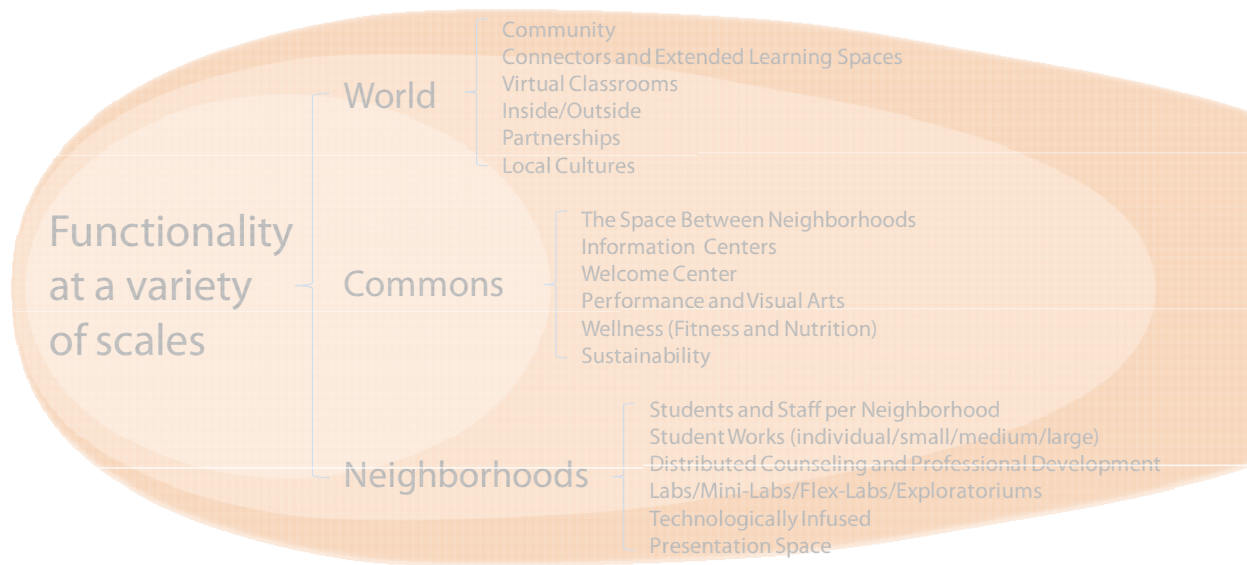 Functionality
at a variety
of scales
World
Community
Connectors and Extended Learning Spaces
Virtual Classrooms
Inside/Outside
Partnerships
Local Cultures
Commons
The Space Between Neighborhoods
Information Centers
Welcome Center
Performance and Visual Arts
Wellness (Fitness and Nutrition)
Sustainability
Neighborhoods
Students and Staff per Neighborhood
Student Works (individual/small/medium/large)
Distributed Counseling and Professional Development
Labs/Mini-Labs/Flex-Labs/Exploratoriums
Technologically Infused
Presentation Space